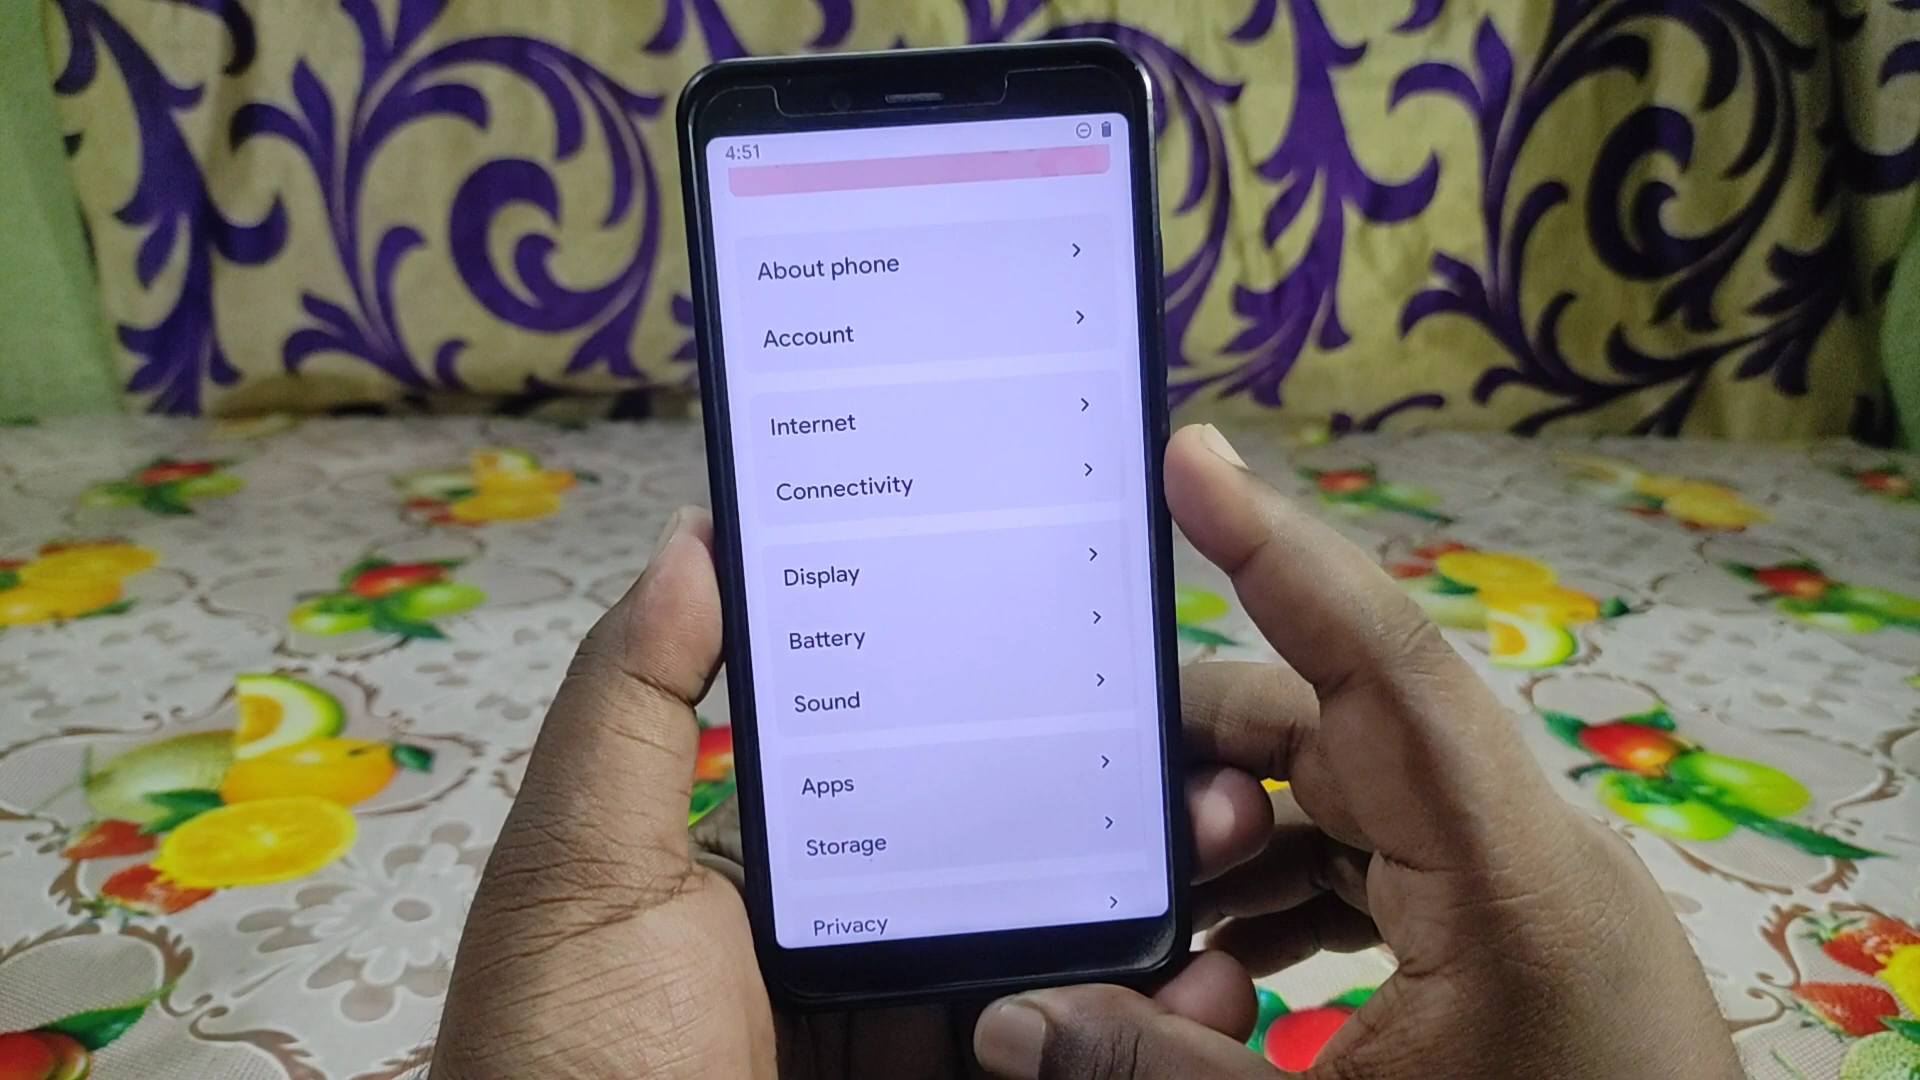 4:51
About phone
Account
Internet
Connectivity
Display
Battery
Sound
Apps
Storage
Privacy